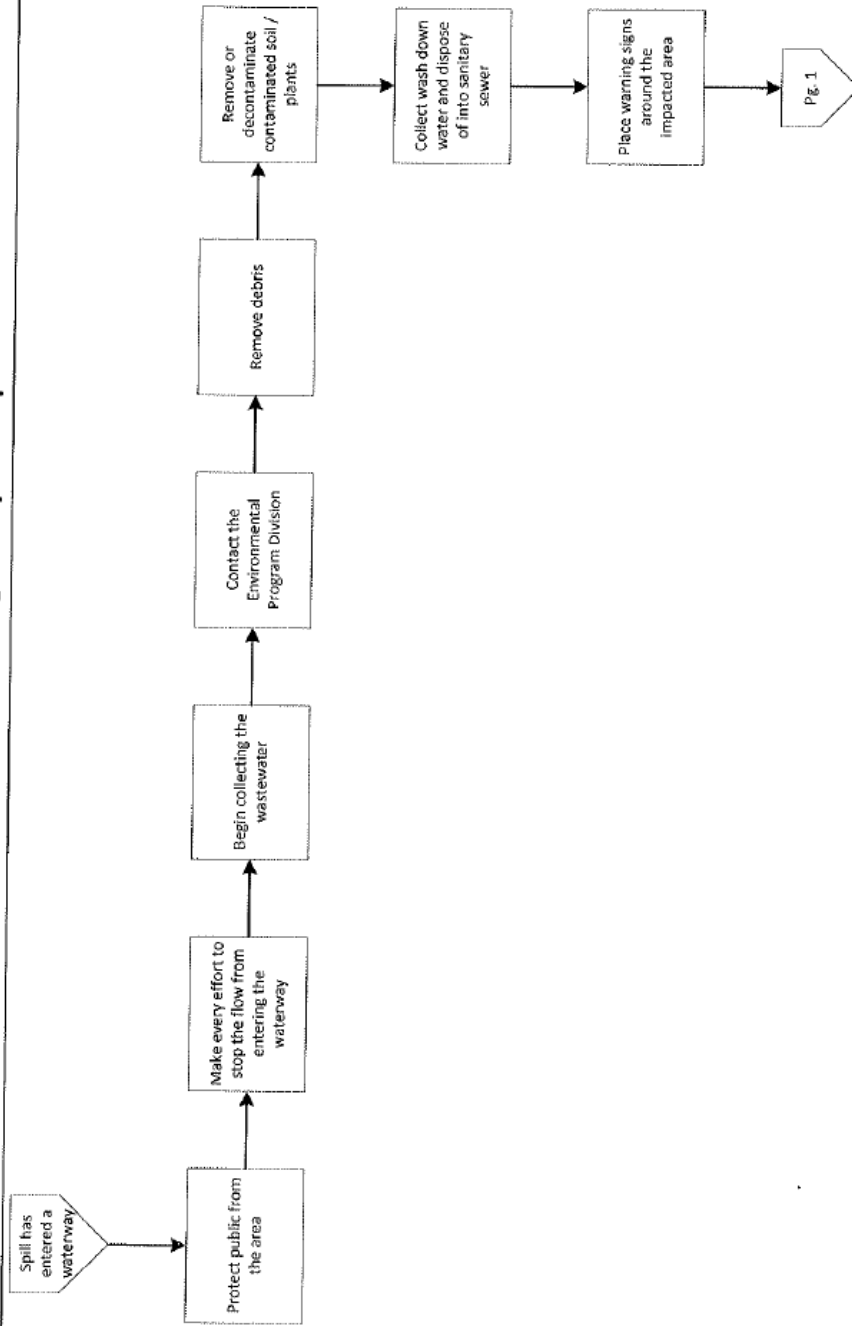 Spill has
entered a
waterway
Protect public from
the area
Make every effort to
stop the flow from
entering the
waterway
Begin collecting the
wastewater
Contact the
Environmental
Program Division
Remove debris
Remove or
decontaminate
contaminated soil /
plants
Collect wash down
water and dispose
of into sanitary
sewer
Place warning signs
around the
impacted area
Pg. 1